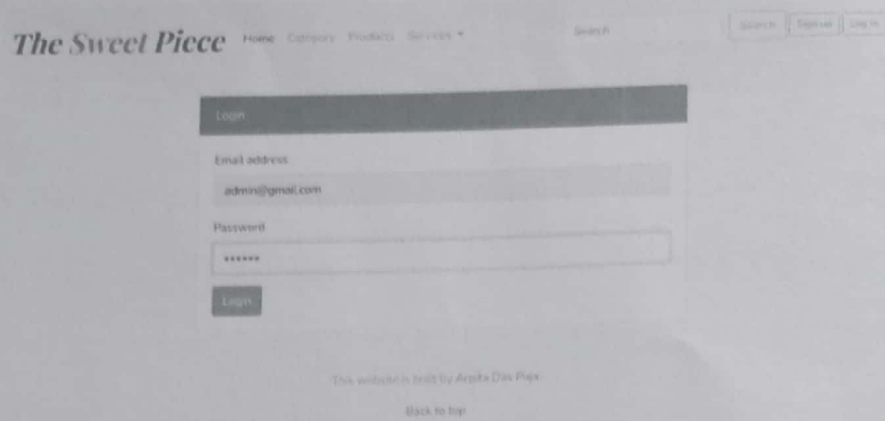 The Sweet Piece Home Category Products Services Search Search Sign up Log in
Login
Email address
admin@gmail.com
Password
••••••
Login
This website is built by Arpita Das
Back to top